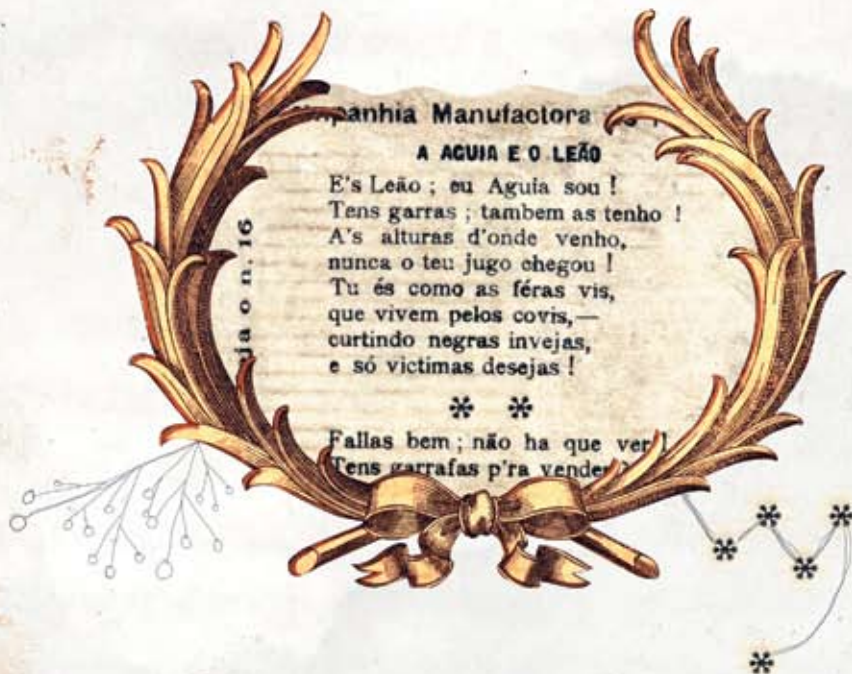 Manufactora
A AGUIA E O LEÃO
E's Leão ; eu Aguia sou !
Tens garras ; tambem as tenho !
A's alturas d'onde venho,
nunca o teu jugo chegou !
Tu és como as féras vis,
que vivem pelos covis,—
curtindo negras invejas,
e só victimas desejas !
* *
Fallas bem ; não ha que ver !
Tens garrafas p'ra vender
o n. 16